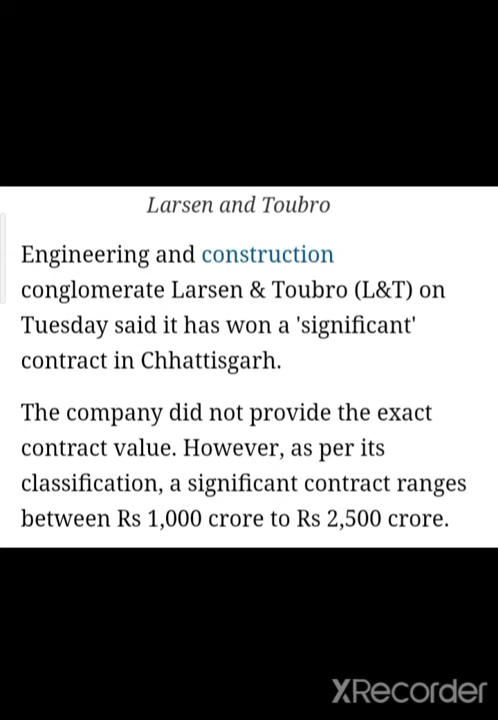 Larsen and Toubro
Engineering and construction
conglomerate Larsen & Toubro (L&T) on
Tuesday said it has won a 'significant'
contract in Chhattisgarh.
The company did not provide the exact
contract value. However, as per its
classification, a significant contract ranges
between Rs 1,000 crore to Rs 2,500 crore.
XRecorder